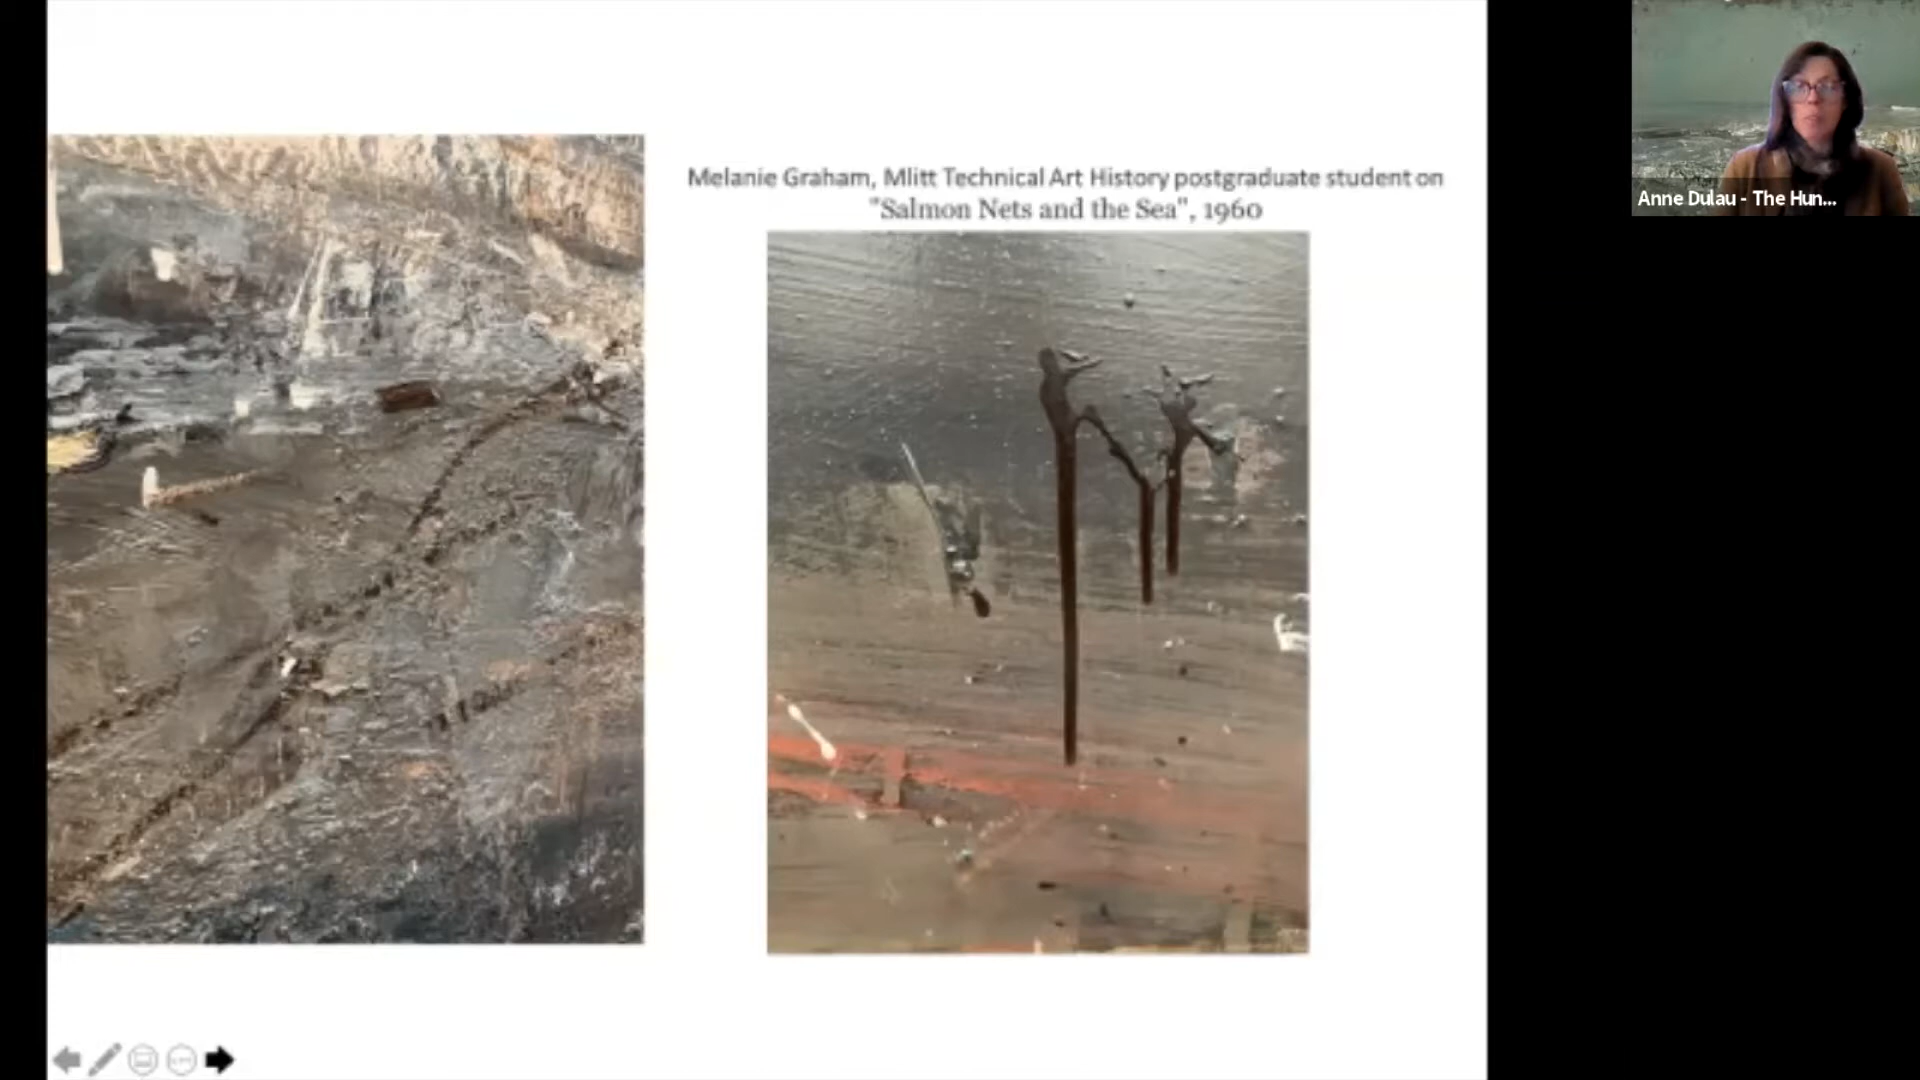 Melanie Graham, Mlitt Technical Art History postgraduate student on
"Salmon Nets and the Sea", 1960
Anne Dulau - The Hun...